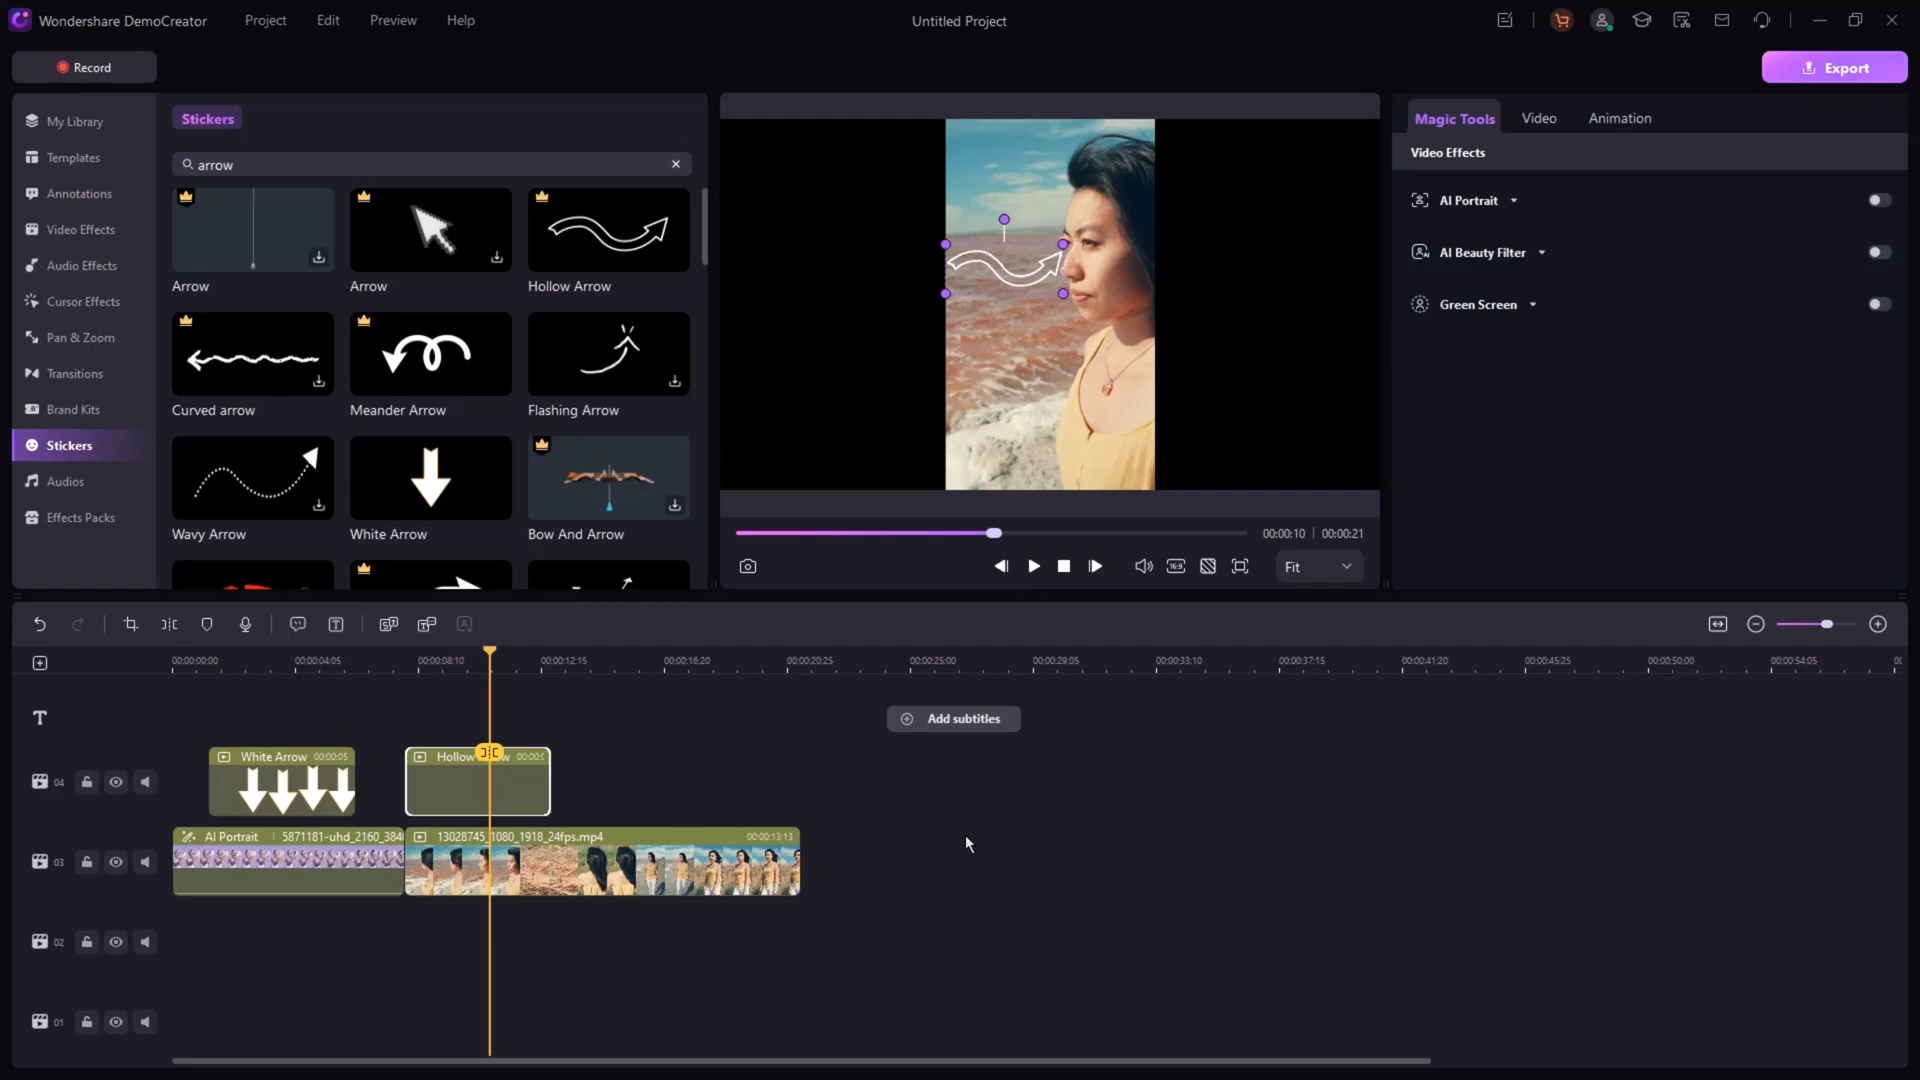 Wondershare DemoCreator
Project
Edit
Preview
Help
Untitled Project
Record
Export
My Library
Templates
Annotations
Video Effects
Audio Effects
Cursor Effects
Pan & Zoom
Transitions
Brand Kits
Stickers
Audios
Effects Packs
Stickers
arrow
Arrow
Arrow
Hollow Arrow
Curved arrow
Meander Arrow
Flashing Arrow
Wavy Arrow
White Arrow
Bow And Arrow
00:00:10 | 00:00:21
16:9
Fit
Magic Tools
Video
Animation
Video Effects
AI Portrait
AI Beauty Filter
Green Screen
00:00:00:00
00:00:04:05
00:00:08:10
00:00:12:15
00:00:16:20
00:00:20:25
00:00:25:00
00:00:29:05
00:00:33:10
00:00:37:15
00:00:41:20
00:00:45:25
00:00:50:00
00:00:54:05
Add subtitles
04
White Arrow 00:00:05
Hollow
03
AI Portrait | 5871181-uhd_2160_384
13028745_1080_1918_24fps.mp4 00:00:13:13
02
01